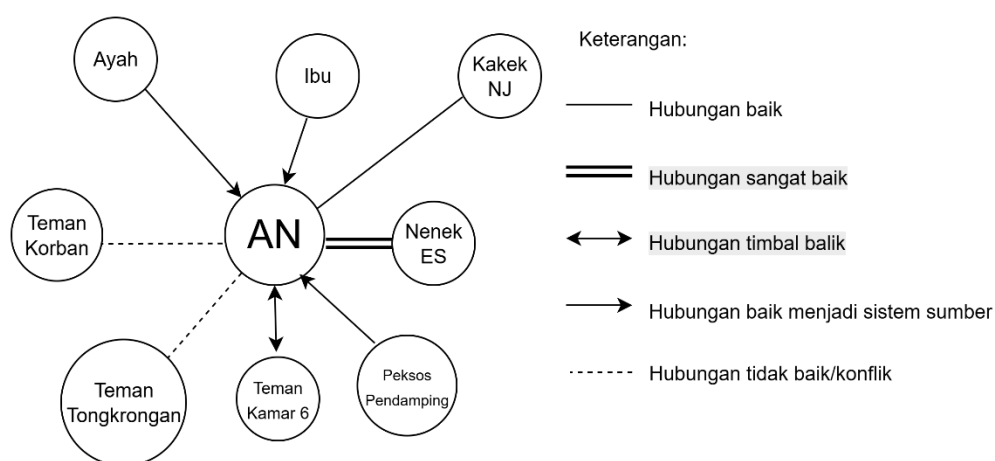 Ayah
Ibu
Kakek
NJ
Teman
Korban
AN
Nenek
ES
Teman
Tongkrongan
Teman
Kamar 6
Peksos
Pendamping
Keterangan:
Hubungan baik
Hubungan sangat baik
Hubungan timbal balik
Hubungan baik menjadi sistem sumber
Hubungan tidak baik/konflik